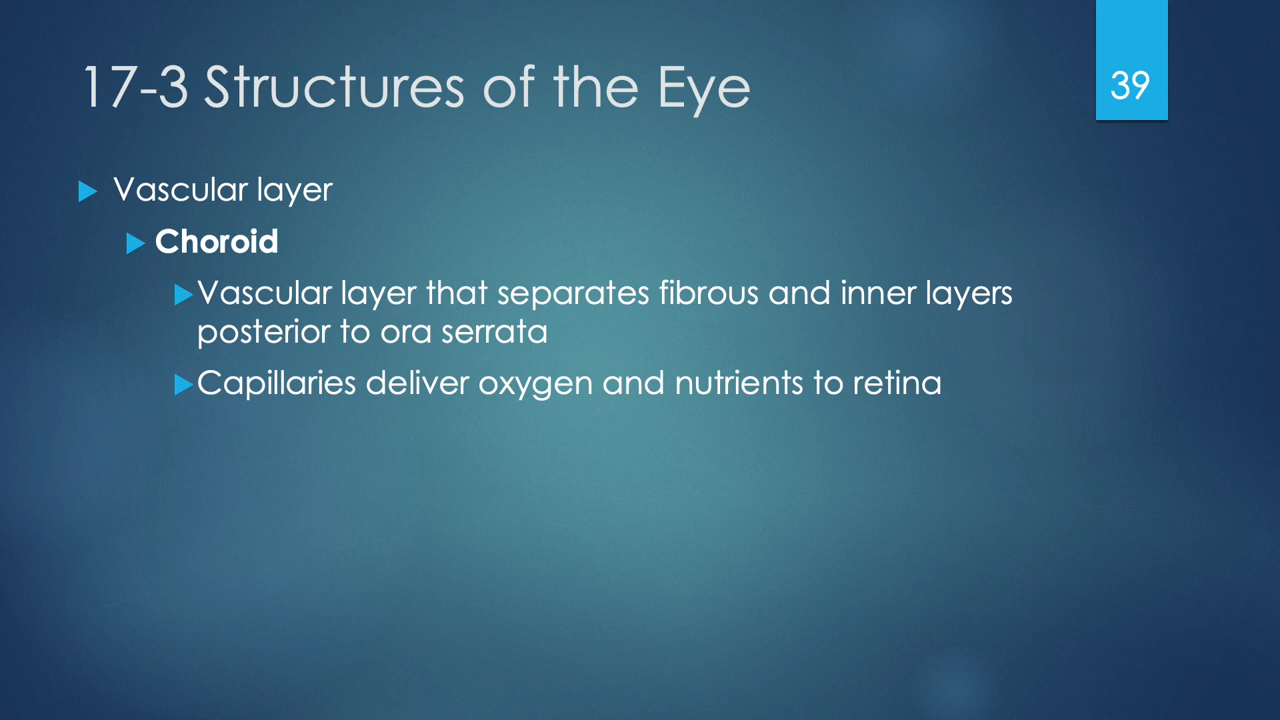 17-3 Structures of the Eye
39
Vascular layer
Choroid
Vascular layer that separates fibrous and inner layers
posterior to ora serrata
Capillaries deliver oxygen and nutrients to retina